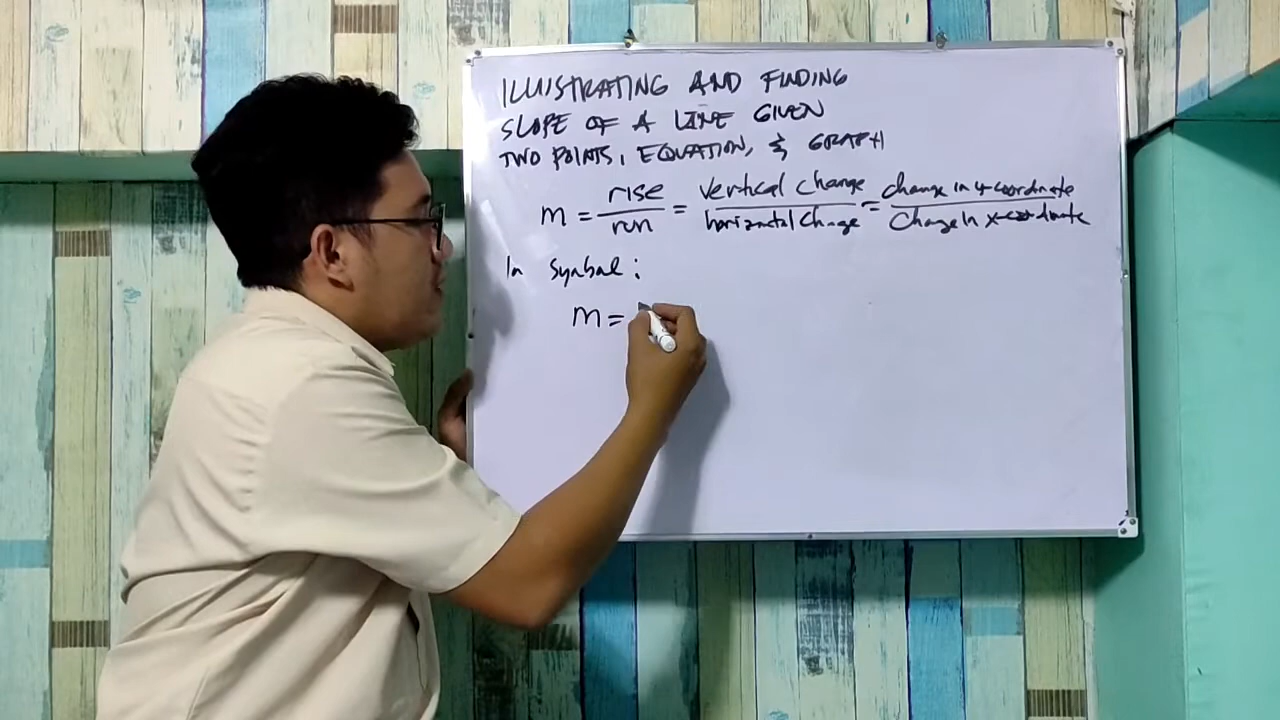 ILLUSTRATING AND FINDING
SLOPE OF A LINE GIVEN
TWO POINTS, EQUATION, & GRAPH
m = rise/run = vertical change/horizontal change = change in y-coordinate/change in x-coordinate
In Synbal:
m =